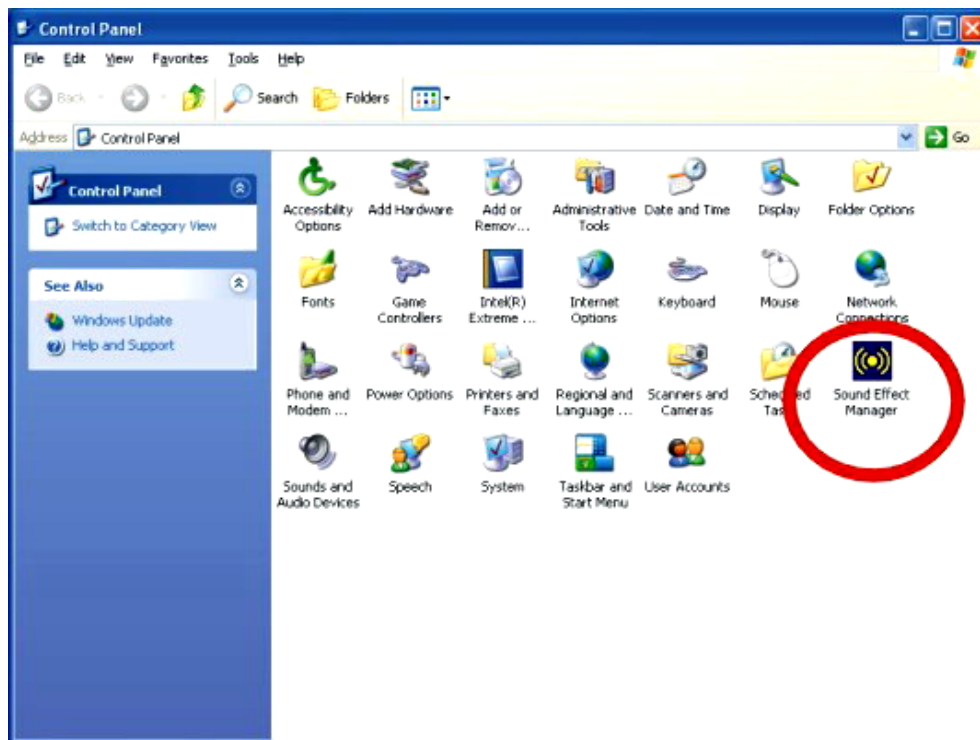 Control Panel
File Edit View Favorites Tools Help
Back Search Folders
Address Control Panel Go
Control Panel
Switch to Category View
See Also
Windows Update
Help and Support
Accessibility Options
Add Hardware
Add or Remov...
Administrative Tools
Date and Time
Display
Folder Options
Fonts
Game Controllers
Intel(R) Extreme ...
Internet Options
Keyboard
Mouse
Network Connections
Phone and Modem ...
Power Options
Printers and Faxes
Regional and Language ...
Scanners and Cameras
Scheduled Tas
Sound Effect Manager
Sounds and Audio Devices
Speech
System
Taskbar and Start Menu
User Accounts